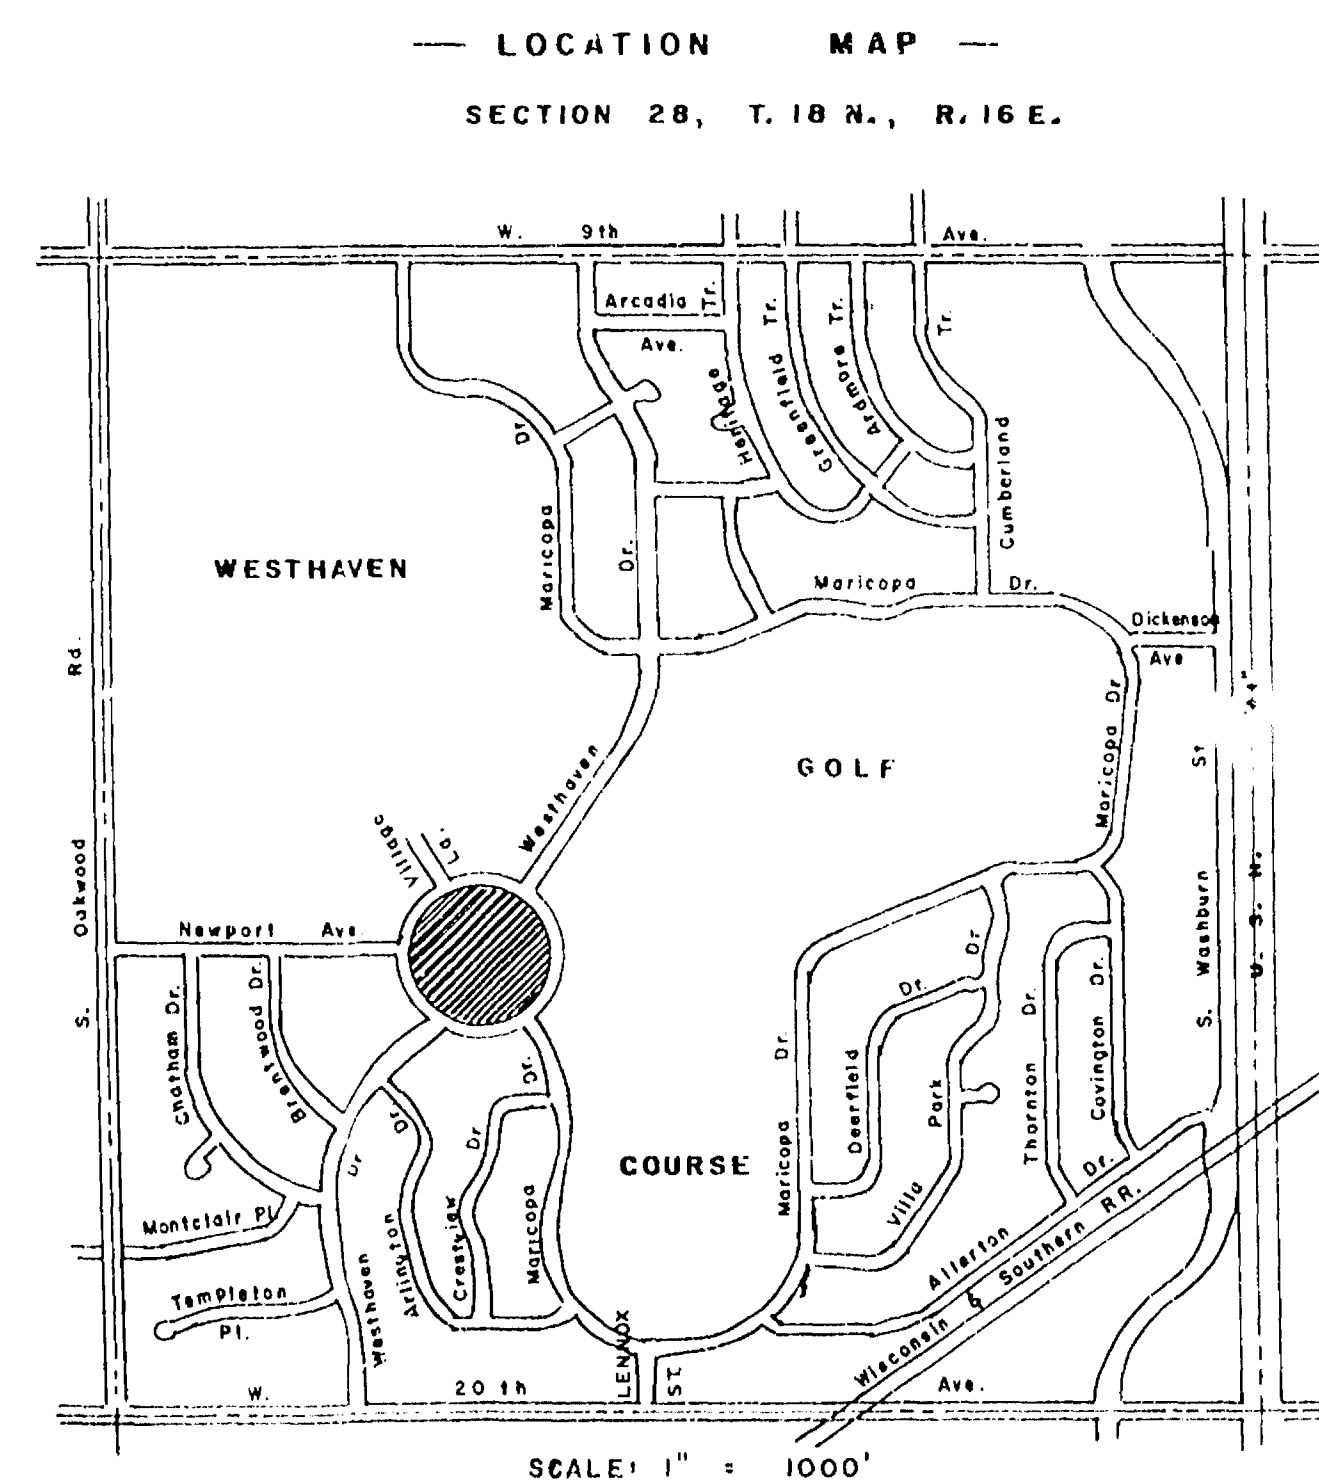 — LOCATION MAP —
SECTION 28, T. 18 N., R. 16 E.
W. 9th Ave.
Arcadia Tr.
Ave.
Heritage
Greenfield Tr.
Ardmore Tr.
Tr.
Cumberland
Dr
Maricopa
Dr.
WESTHAVEN
Maricopa Dr.
Dickenson
Ave
Rd.
Maricopa Dr
St
GOLF
Westhaven
Village La.
Oakwood
Newport Ave
S. Washburn
U. S. H.
S.
Chatham Dr.
Brentwood Dr.
Dr.
Dr
Dr.
Deerfield
Dr.
Park
Villa
Thornton Dr.
Covington Dr.
Dr.
Dr
Dr
COURSE
Maricopa
Montclair Pl.
Arlington
Crestview
Maricopa
Westhaven
Templeton
Pl.
Allerton Dr.
Wisconsin & Southern RR.
LENNOX
ST.
W. 20 th Ave.
SCALE: 1" = 1000'